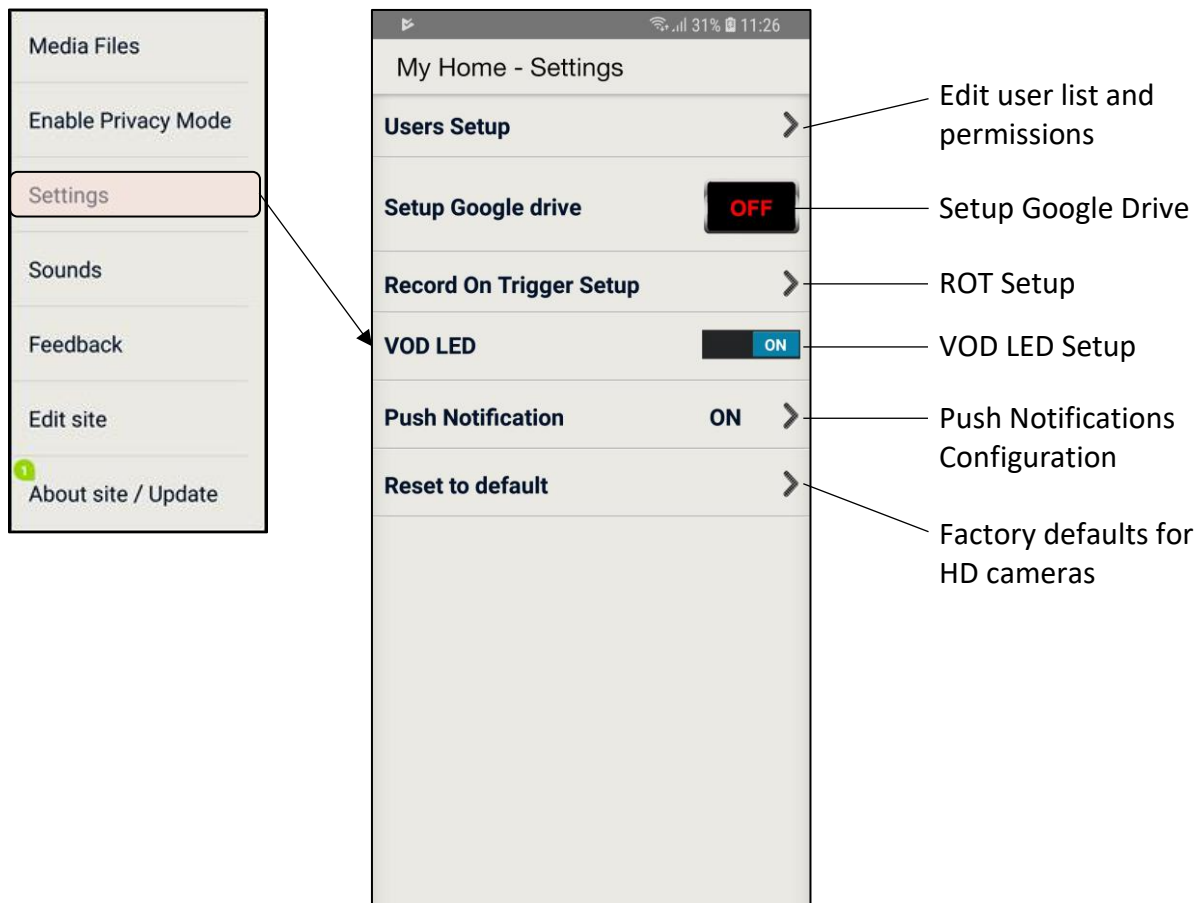 Media Files
Enable Privacy Mode
Settings
Sounds
Feedback
Edit site
1
About site / Update
31% 11:26
My Home - Settings
Users Setup
Setup Google drive OFF
Record On Trigger Setup
VOD LED ON
Push Notification ON
Reset to default
Edit user list and
permissions
Setup Google Drive
ROT Setup
VOD LED Setup
Push Notifications
Configuration
Factory defaults for
HD cameras